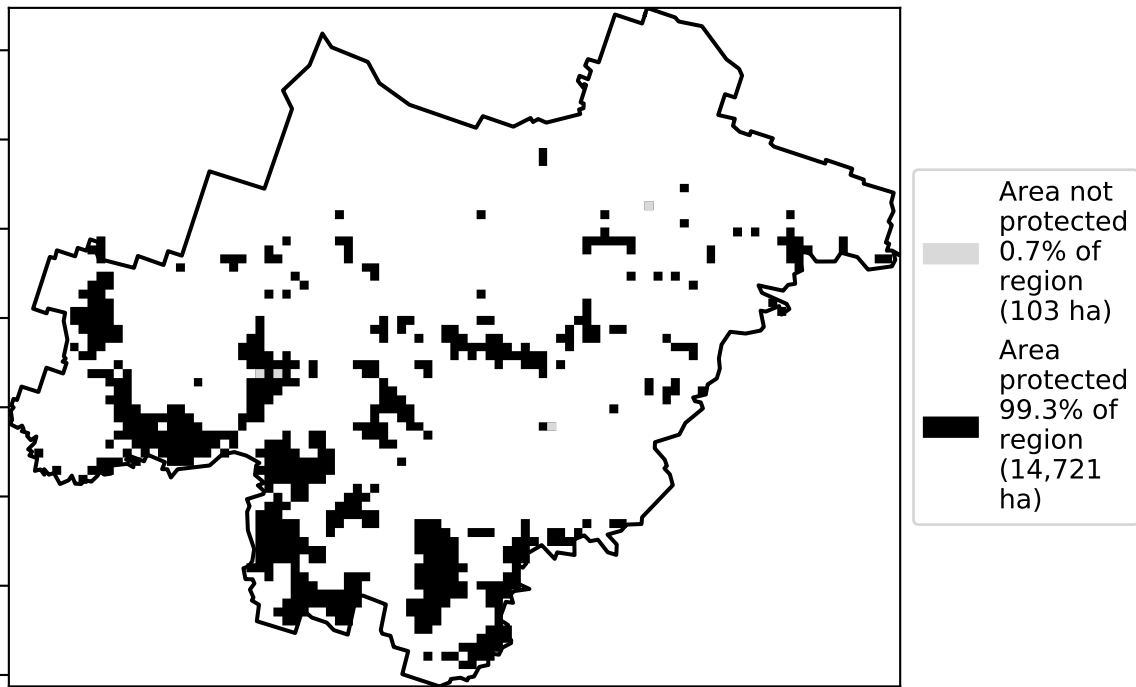 Area not
protected
0.7% of
region
(103 ha)
Area
protected
99.3% of
region
(14,721
ha)